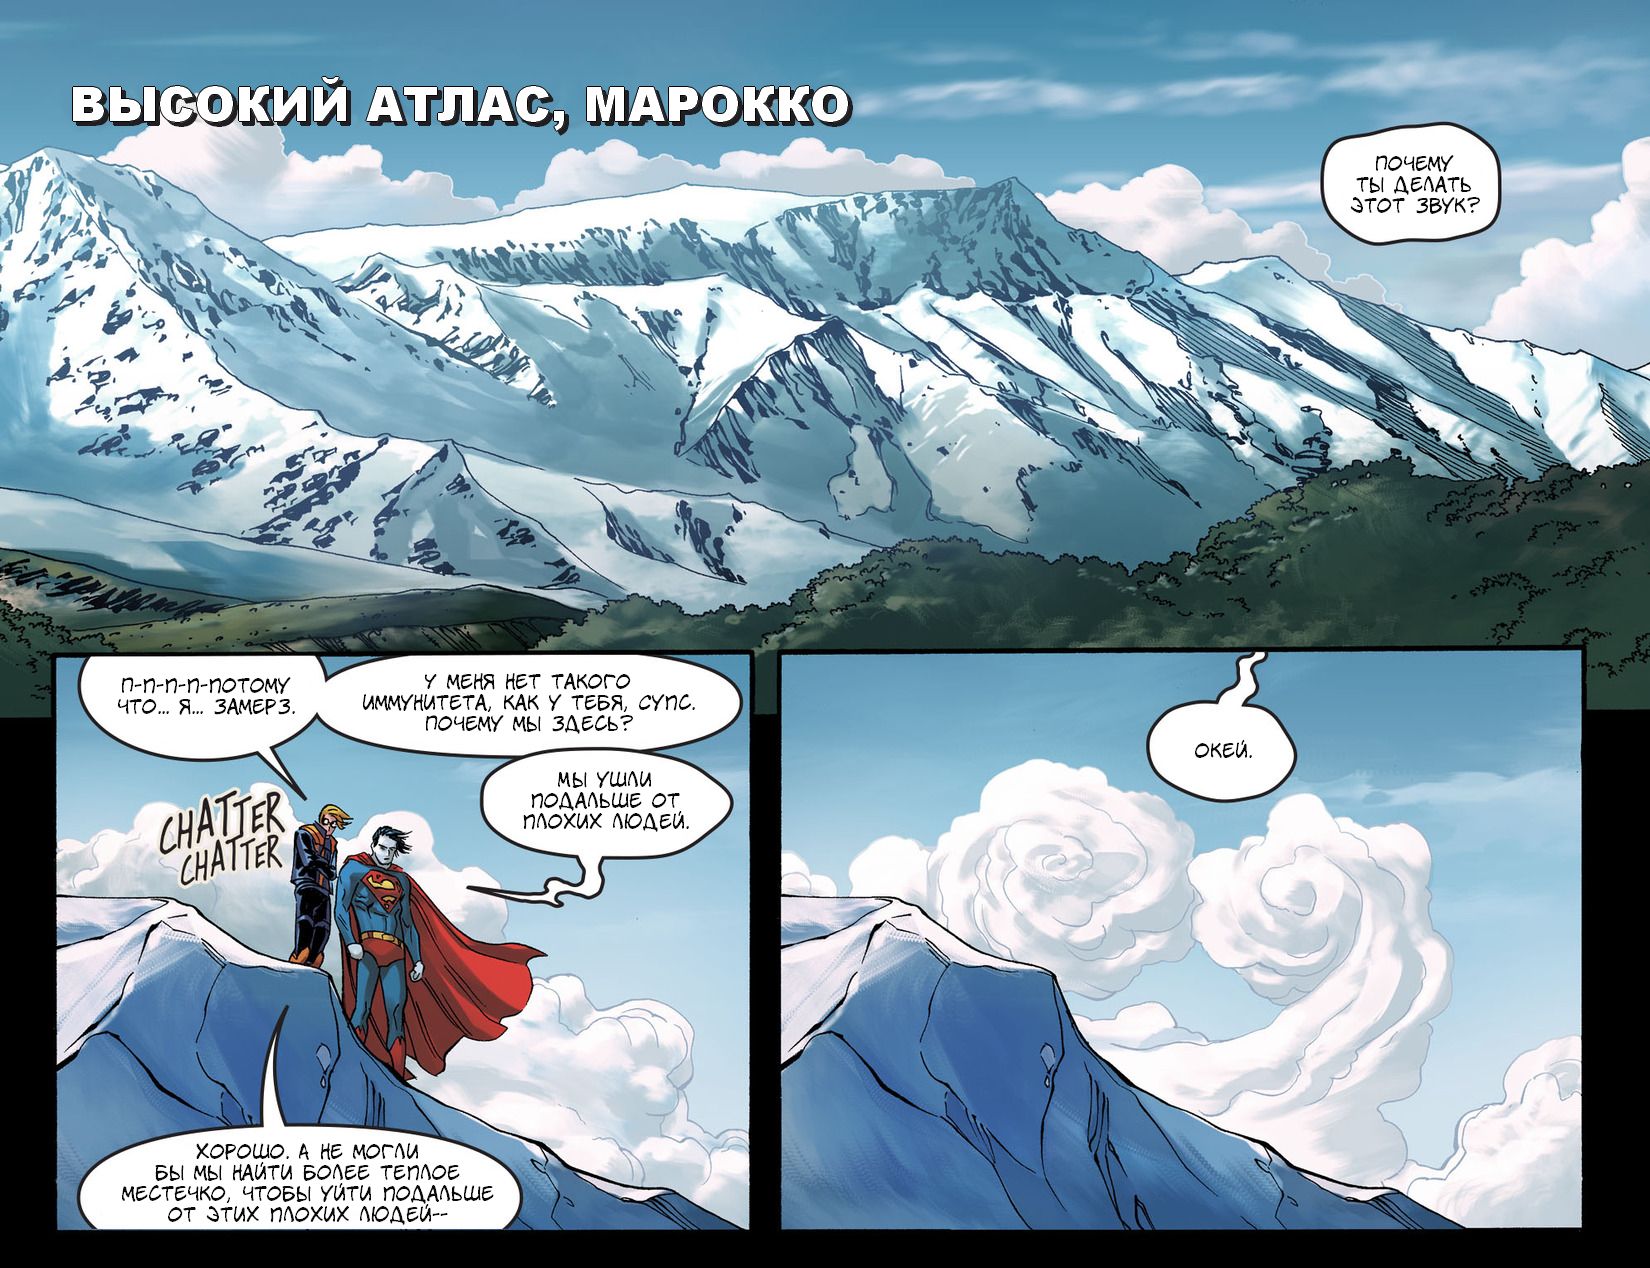 ВЫСОКИЙ АТЛАС, МАРОККО
ПОЧЕМУ
ТЫ ДЕЛАТЬ
ЭТОТ ЗВУК?
П-П-П-П-ПОТОМУ
ЧТО... Я... ЗАМЕРЗ.
У МЕНЯ НЕТ ТАКОГО
ИММУНИТЕТА, КАК У ТЕБЯ, СУПС.
ПОЧЕМУ МЫ ЗДЕСЬ?
МЫ УШЛИ
ПОДАЛЬШЕ ОТ
ПЛОХИХ ЛЮДЕЙ.
CHATTER
CHATTER
ХОРОШО. А НЕ МОГЛИ
БЫ МЫ НАЙТИ БОЛЕЕ ТЕПЛОЕ
МЕСТЕЧКО, ЧТОБЫ УЙТИ ПОДАЛЬШЕ
ОТ ЭТИХ ПЛОХИХ ЛЮДЕЙ--
ОКЕЙ.